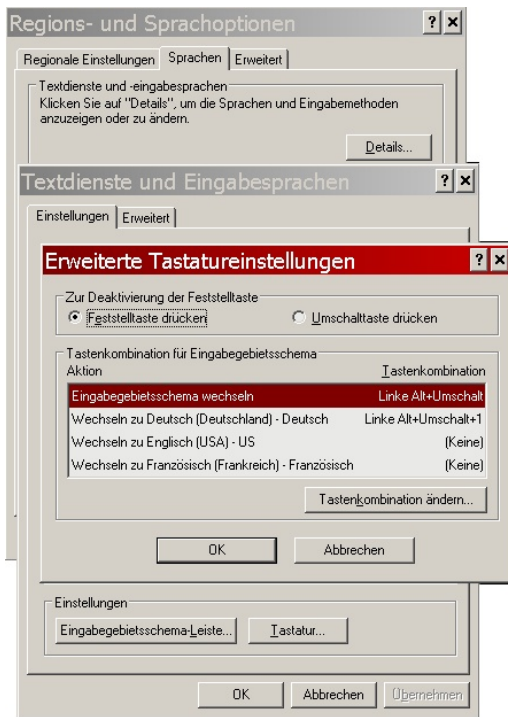 Regions- und Sprachoptionen
Regionale Einstellungen Sprachen Erweitert
Textdienste und -eingabesprachen
Klicken Sie auf "Details", um die Sprachen und Eingabemethoden
anzuzeigen oder zu ändern.
Details...
Textdienste und Eingabesprachen
Einstellungen Erweitert
Erweiterte Tastatureinstellungen
Zur Deaktivierung der Feststelltaste
Feststelltaste drücken Umschalttaste drücken
Tastenkombination für Eingabegebietsschema
Aktion Tastenkombination
Eingabegebietsschema wechseln Linke Alt+Umschalt
Wechseln zu Deutsch (Deutschland) - Deutsch Linke Alt+Umschalt+1
Wechseln zu Englisch (USA) - US (Keine)
Wechseln zu Französisch (Frankreich) - Französisch (Keine)
Tastenkombination ändern...
OK Abbrechen
Einstellungen
Eingabegebietsschema-Leiste... Tastatur...
OK Abbrechen Übernehmen